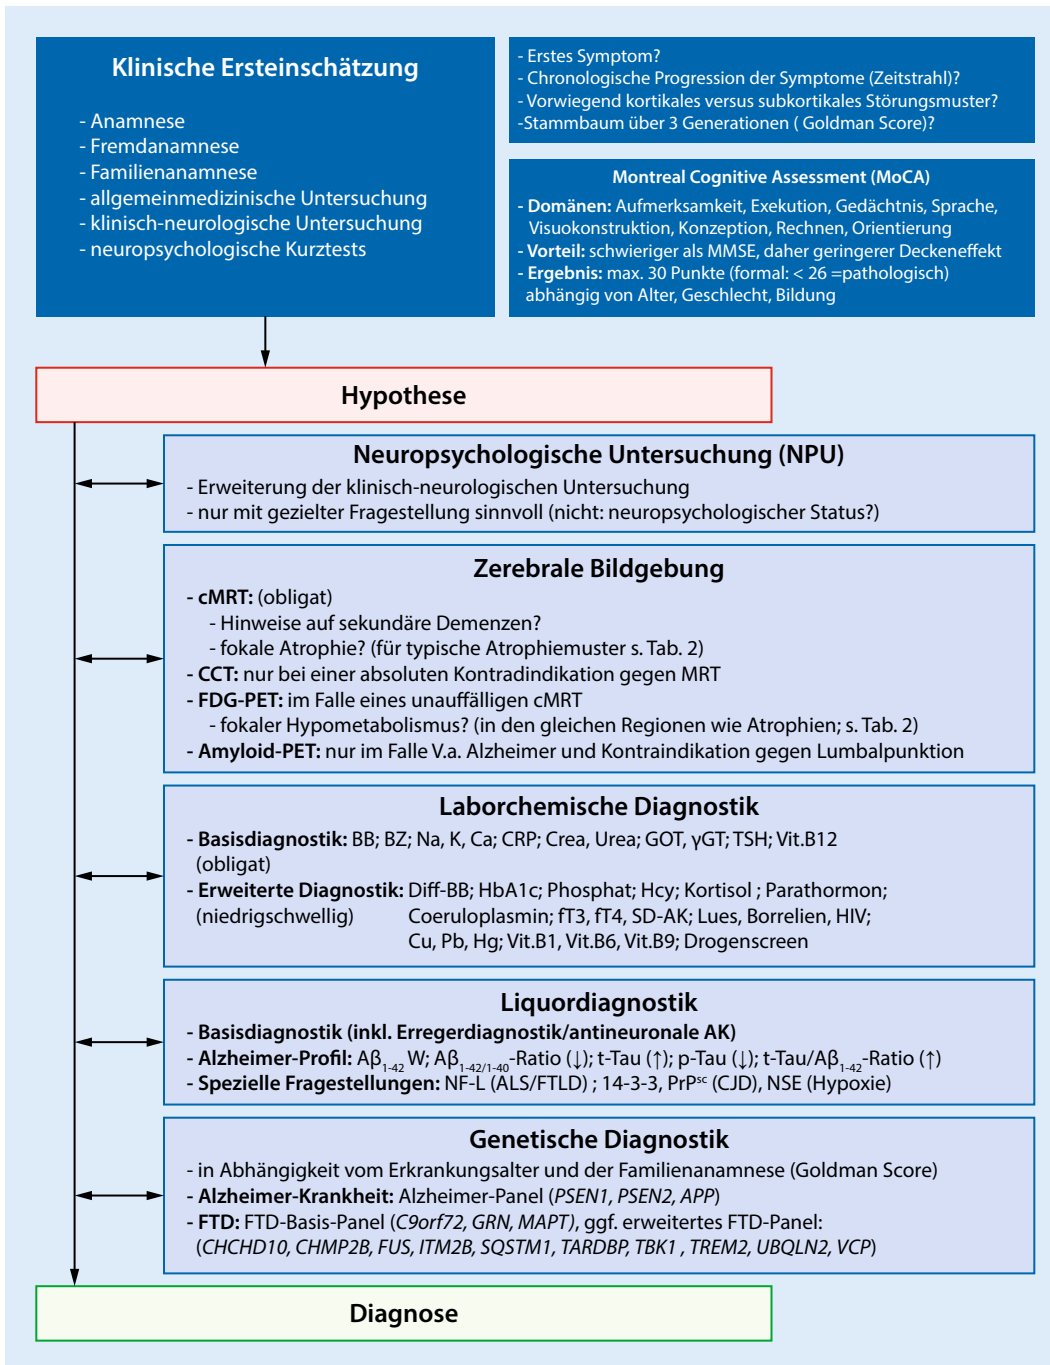 Klinische Ersteinschätzung
- Anamnese
- Fremdanamnese
- Familienanamnese
- allgemeinmedizinische Untersuchung
- klinisch-neurologische Untersuchung
- neuropsychologische Kurztests
- Erstes Symptom?
- Chronologische Progression der Symptome (Zeitstrahl)?
- Vorwiegend kortikales versus subkortikales Störungsmuster?
-Stammbaum über 3 Generationen ( Goldman Score)?
Montreal Cognitive Assessment (MoCA)
- Domänen: Aufmerksamkeit, Exekution, Gedächtnis, Sprache,
Visuokonstruktion, Konzeption, Rechnen, Orientierung
- Vorteil: schwieriger als MMSE, daher geringerer Deckeneffekt
- Ergebnis: max. 30 Punkte (formal: < 26 =pathologisch)
abhängig von Alter, Geschlecht, Bildung
Hypothese
Neuropsychologische Untersuchung (NPU)
- Erweiterung der klinisch-neurologischen Untersuchung
- nur mit gezielter Fragestellung sinnvoll (nicht: neuropsychologischer Status?)
Zerebrale Bildgebung
- cMRT: (obligat)
- Hinweise auf sekundäre Demenzen?
- fokale Atrophie? (für typische Atrophiemuster s. Tab. 2)
- CCT: nur bei einer absoluten Kontradindikation gegen MRT
- FDG-PET: im Falle eines unauffälligen cMRT
- fokaler Hypometabolismus? (in den gleichen Regionen wie Atrophien; s. Tab. 2)
- Amyloid-PET: nur im Falle V.a. Alzheimer und Kontraindikation gegen Lumbalpunktion
Laborchemische Diagnostik
- Basisdiagnostik: BB; BZ; Na, K, Ca; CRP; Crea, Urea; GOT, γGT; TSH; Vit.B12
(obligat)
- Erweiterte Diagnostik: Diff-BB; HbA1c; Phosphat; Hcy; Kortisol ; Parathormon;
(niedrigschwellig) Coeruloplasmin; fT3, fT4, SD-AK; Lues, Borrelien, HIV;
Cu, Pb, Hg; Vit.B1, Vit.B6, Vit.B9; Drogenscreen
Liquordiagnostik
- Basisdiagnostik (inkl. Erregerdiagnostik/antineuronale AK)
- Alzheimer-Profil: Aβ₁₋₄₂ W; Aβ₁₋₄₂/₁₋₄₀-Ratio (↓); t-Tau (↑); p-Tau (↓); t-Tau/Aβ₁₋₄₂-Ratio (↑)
- Spezielle Fragestellungen: NF-L (ALS/FTLD) ; 14-3-3, PrPˢᶜ (CJD), NSE (Hypoxie)
Genetische Diagnostik
- in Abhängigkeit vom Erkrankungsalter und der Familienanamnese (Goldman Score)
- Alzheimer-Krankheit: Alzheimer-Panel (PSEN1, PSEN2, APP)
- FTD: FTD-Basis-Panel (C9orf72, GRN, MAPT), ggf. erweitertes FTD-Panel:
(CHCHD10, CHMP2B, FUS, ITM2B, SQSTM1, TARDBP, TBK1 , TREM2, UBQLN2, VCP)
Diagnose